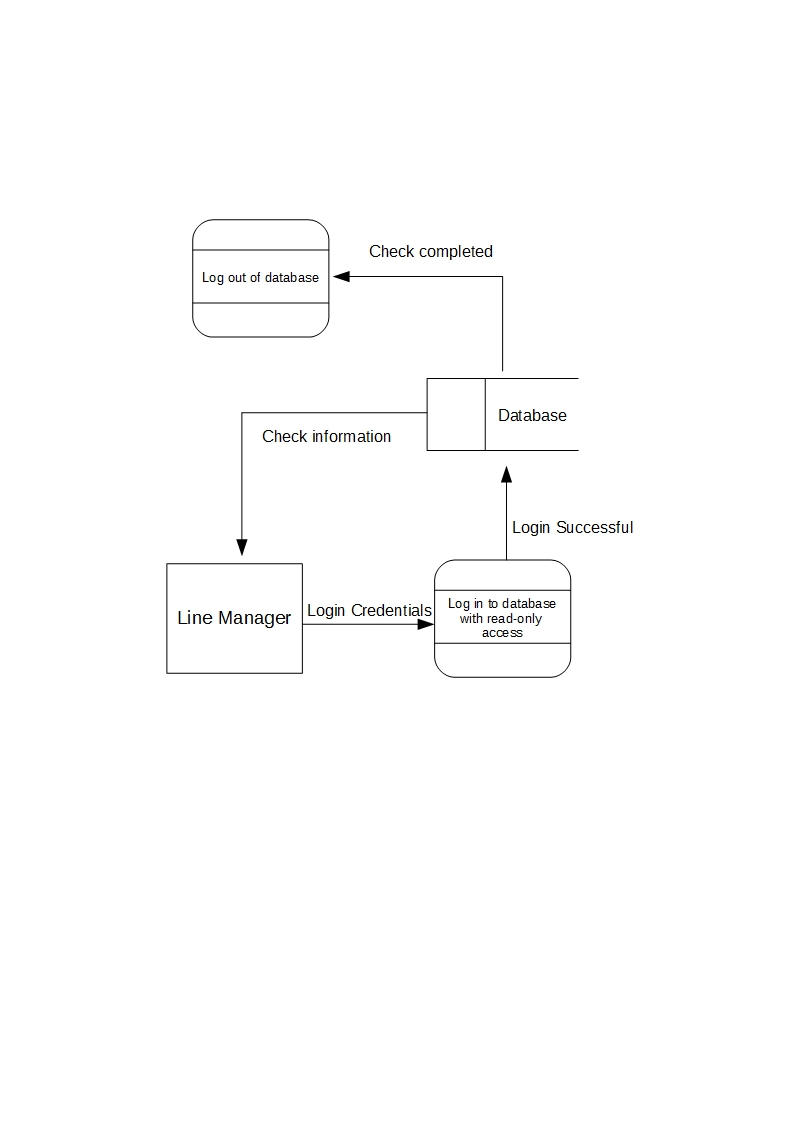 Check completed
Log out of database
Database
Check information
Login Successful
Line Manager
Login Credentials
Log in to database
with read-only
access